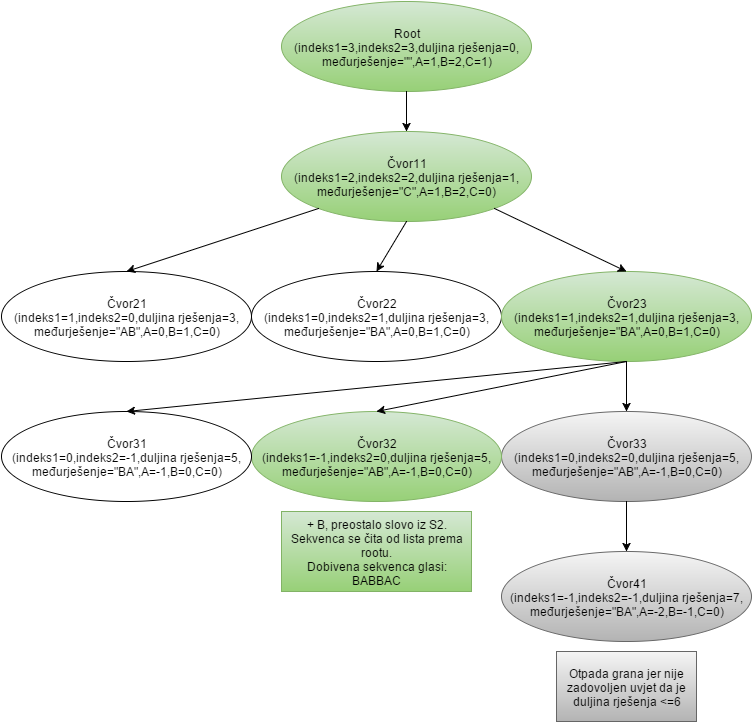 Root
(indeks1=3,indeks2=3,duljina rješenja=0,
međurješenje="",A=1,B=2,C=1)
Čvor11
(indeks1=2,indeks2=2,duljina rješenja=1,
međurješenje="C",A=1,B=2,C=0)
Čvor21
(indeks1=1,indeks2=0,duljina rješenja=3,
međurješenje="AB",A=0,B=1,C=0)
Čvor22
(indeks1=0,indeks2=1,duljina rješenja=3,
međurješenje="BA",A=0,B=1,C=0)
Čvor23
(indeks1=1,indeks2=1,duljina rješenja=3,
međurješenje="BA",A=0,B=1,C=0)
Čvor31
(indeks1=0,indeks2=-1,duljina rješenja=5,
međurješenje="BA",A=-1,B=0,C=0)
Čvor32
(indeks1=-1,indeks2=0,duljina rješenja=5,
međurješenje="AB",A=-1,B=0,C=0)
Čvor33
(indeks1=0,indeks2=0,duljina rješenja=5,
međurješenje="AB",A=-1,B=0,C=0)
+ B, preostalo slovo iz S2.
Sekvenca se čita od lista prema
rootu.
Dobivena sekvenca glasi:
BABBAC
Čvor41
(indeks1=-1,indeks2=-1,duljina rješenja=7,
međurješenje="BA",A=-2,B=-1,C=0)
Otpada grana jer nije
zadovoljen uvjet da je
duljina rješenja <=6